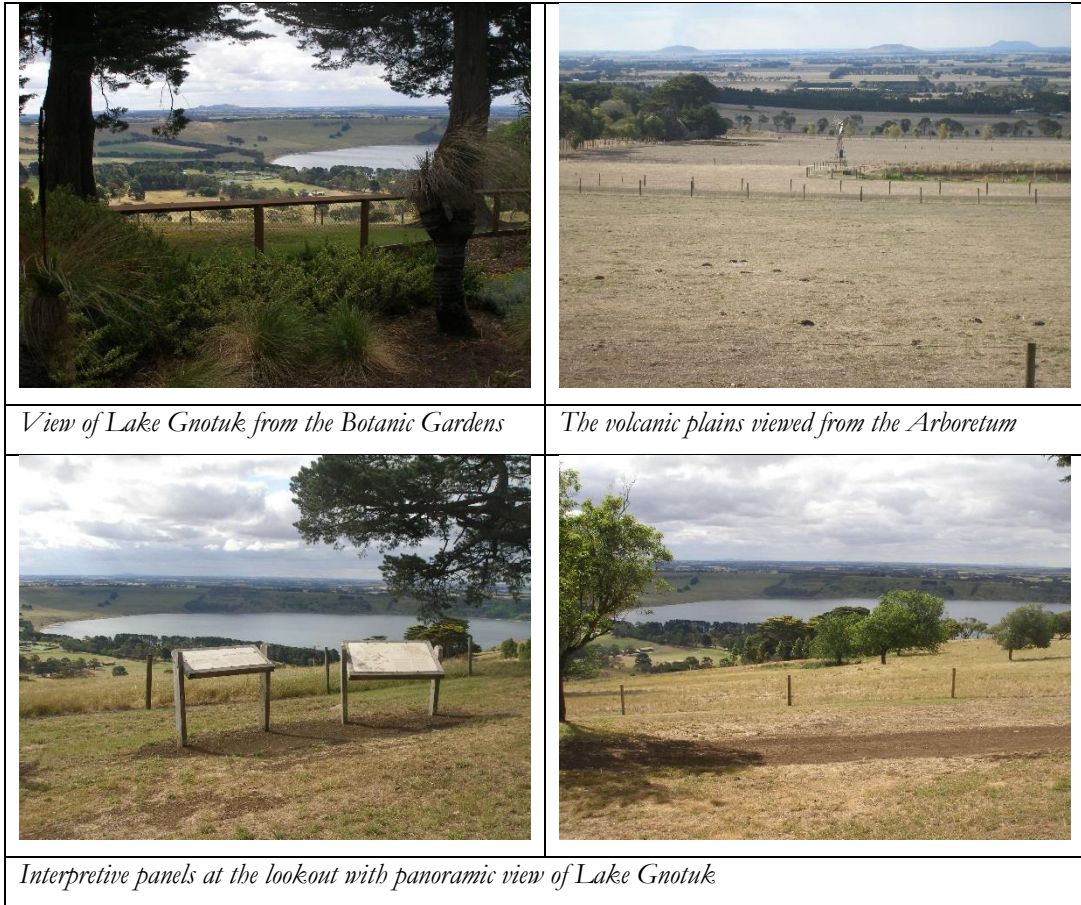 View of Lake Gnotuk from the Botanic Gardens
The volcanic plains viewed from the Arboretum
Interpretive panels at the lookout with panoramic view of Lake Gnotuk